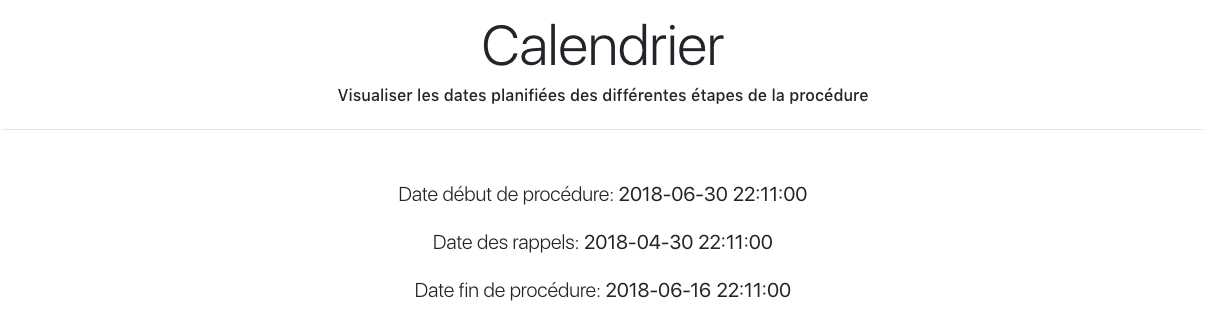 Calendrier
Visualiser les dates planifiées des différentes étapes de la procédure
Date début de procédure: 2018-06-30 22:11:00
Date des rappels: 2018-04-30 22:11:00
Date fin de procédure: 2018-06-16 22:11:00